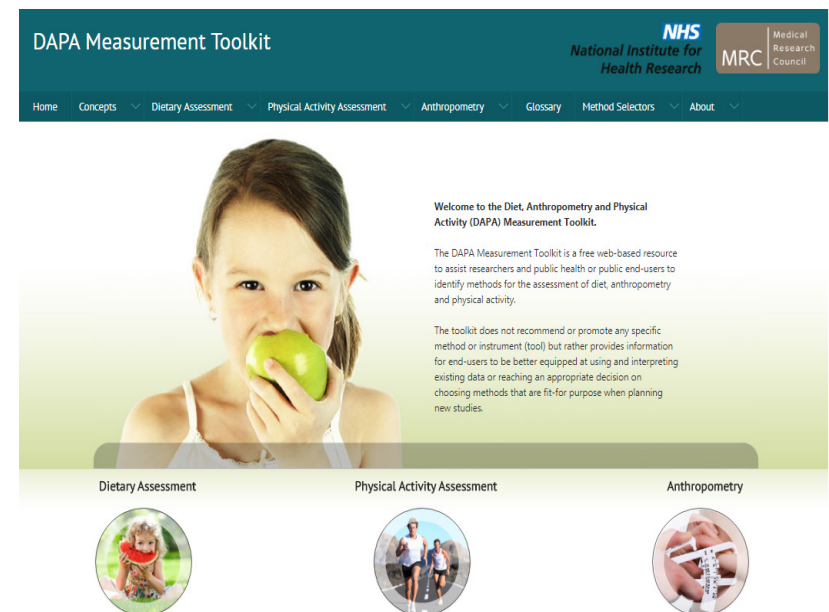 DAPA Measurement Toolkit
NHS
National Institute for
Health Research
MRC
Medical
Research
Council
Home Concepts Dietary Assessment Physical Activity Assessment Anthropometry Glossary Method Selectors About
Welcome to the Diet, Anthropometry and Physical
Activity (DAPA) Measurement Toolkit.
The DAPA Measurement Toolkit is a free web-based resource
to assist researchers and public health or public end-users to
identify methods for the assessment of diet, anthropometry
and physical activity.
The toolkit does not recommend or promote any specific
method or instrument (tool) but rather provides information
for end-users to be better equipped at using and interpreting
existing data or reaching an appropriate decision on
choosing methods that are fit-for purpose when planning
new studies.
Dietary Assessment
Physical Activity Assessment
Anthropometry